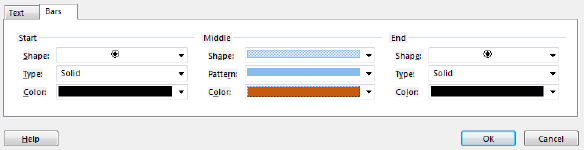 Text Bars
Start Middle End
Shape: Shape: Shape:
Type: Solid Pattern: Type: Solid
Color: Color: Color:
Help OK Cancel